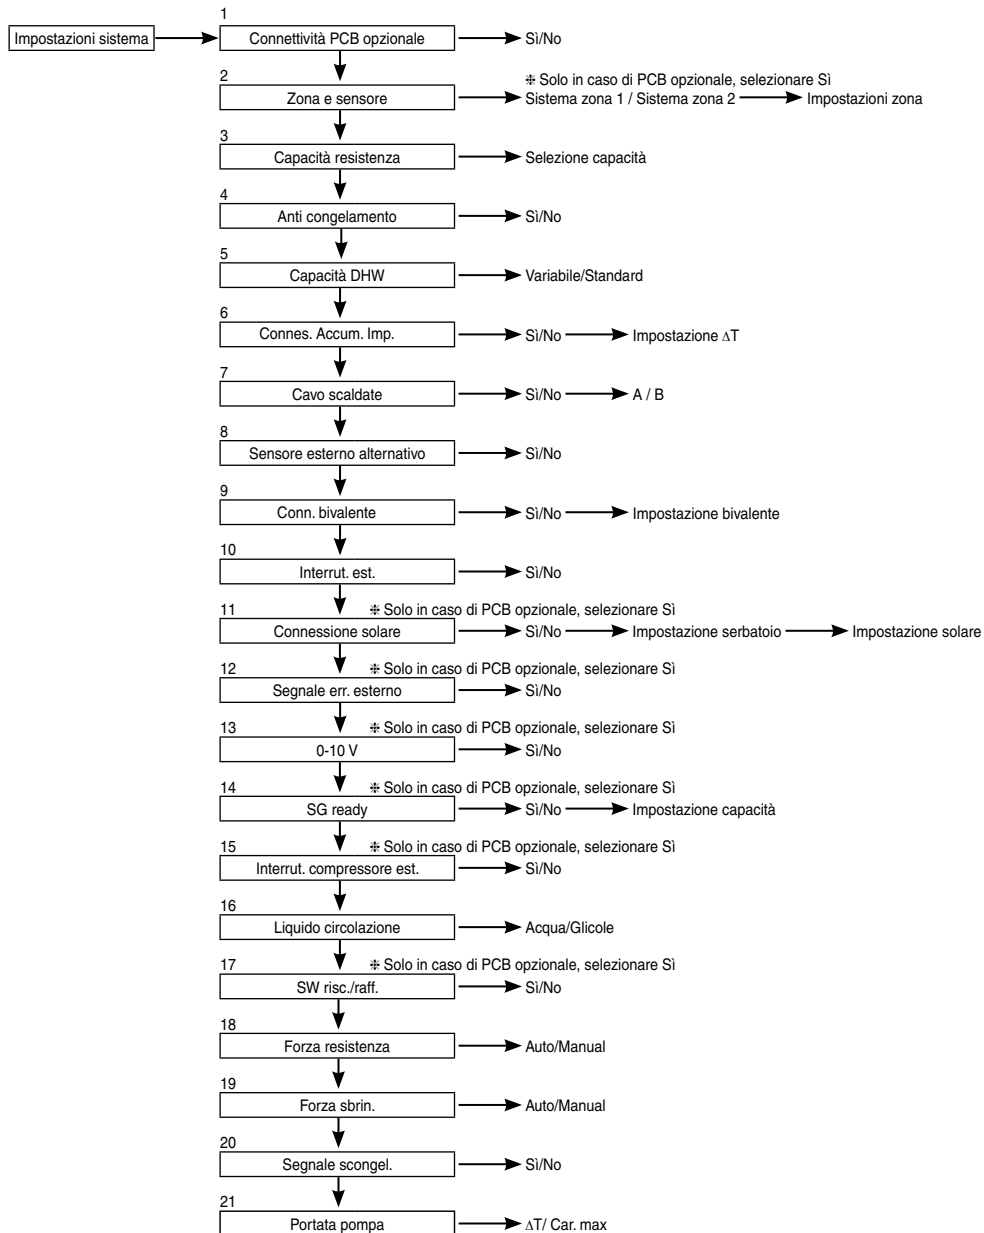 1
Impostazioni sistema Connettività PCB opzionale Sì/No
2 ⁜ Solo in caso di PCB opzionale, selezionare Sì
Zona e sensore Sistema zona 1 / Sistema zona 2 Impostazioni zona
3
Capacità resistenza Selezione capacità
4
Anti congelamento Sì/No
5
Capacità DHW Variabile/Standard
6
Connes. Accum. Imp. Sì/No Impostazione ΔT
7
Cavo scaldate Sì/No A / B
8
Sensore esterno alternativo Sì/No
9
Conn. bivalente Sì/No Impostazione bivalente
10
Interrut. est. Sì/No
11 ⁜ Solo in caso di PCB opzionale, selezionare Sì
Connessione solare Sì/No Impostazione serbatoio Impostazione solare
12 ⁜ Solo in caso di PCB opzionale, selezionare Sì
Segnale err. esterno Sì/No
13 ⁜ Solo in caso di PCB opzionale, selezionare Sì
0-10 V Sì/No
14 ⁜ Solo in caso di PCB opzionale, selezionare Sì
SG ready Sì/No Impostazione capacità
15 ⁜ Solo in caso di PCB opzionale, selezionare Sì
Interrut. compressore est. Sì/No
16
Liquido circolazione Acqua/Glicole
17 ⁜ Solo in caso di PCB opzionale, selezionare Sì
SW risc./raff. Sì/No
18
Forza resistenza Auto/Manual
19
Forza sbrin. Auto/Manual
20
Segnale scongel. Sì/No
21
Portata pompa ΔT/ Car. max